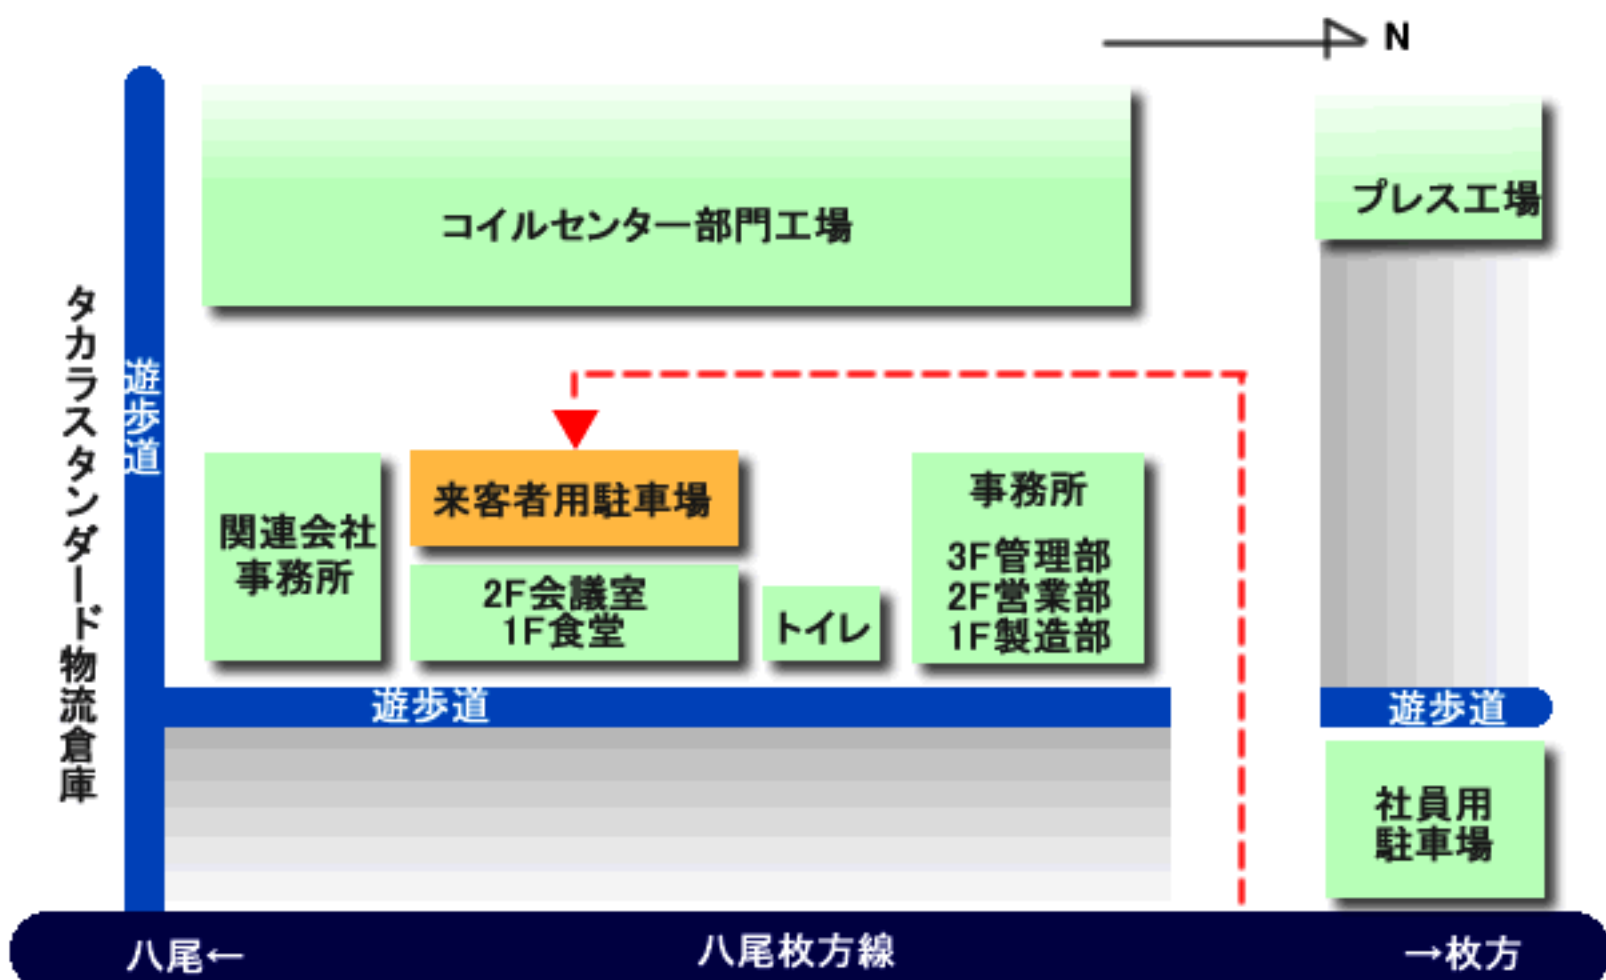 N
コイルセンター部門工場
プレス工場
タカラスタンダード物流倉庫
遊歩道
関連会社
事務所
来客者用駐車場
2F会議室
1F食堂
トイレ
事務所
3F管理部
2F営業部
1F製造部
遊歩道
遊歩道
社員用
駐車場
八尾←
八尾枚方線
→枚方